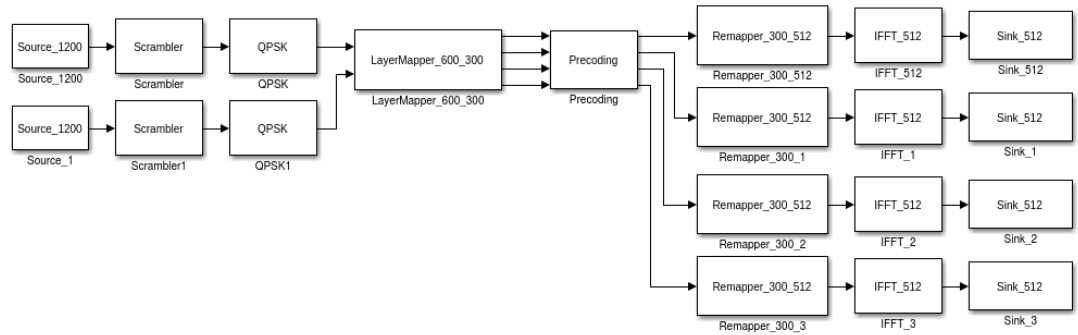 Source_1200
Source_1200
Scrambler
Scrambler
QPSK
QPSK
Source_1200
Source_1
Scrambler
Scrambler1
QPSK
QPSK1
LayerMapper_600_300
LayerMapper_600_300
Precoding
Precoding
Remapper_300_512
Remapper_300_512
IFFT_512
IFFT_512
Sink_512
Sink_512
Remapper_300_512
Remapper_300_1
IFFT_512
IFFT_1
Sink_512
Sink_1
Remapper_300_512
Remapper_300_2
IFFT_512
IFFT_2
Sink_512
Sink_2
Remapper_300_512
Remapper_300_3
IFFT_512
IFFT_3
Sink_512
Sink_3